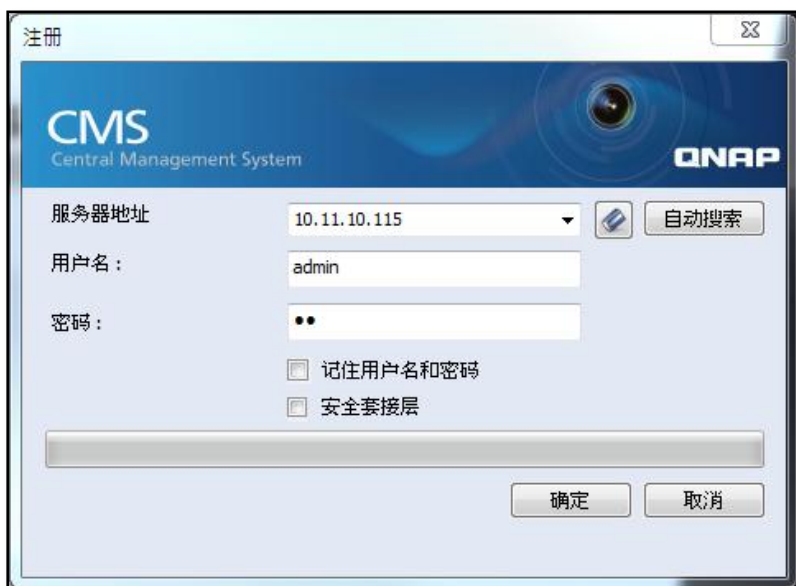 注册
CMS
Central Management System
QNAP
服务器地址
10.11.10.115
自动搜索
用户名：
admin
密码：
••
记住用户名和密码
安全套接层
确定
取消